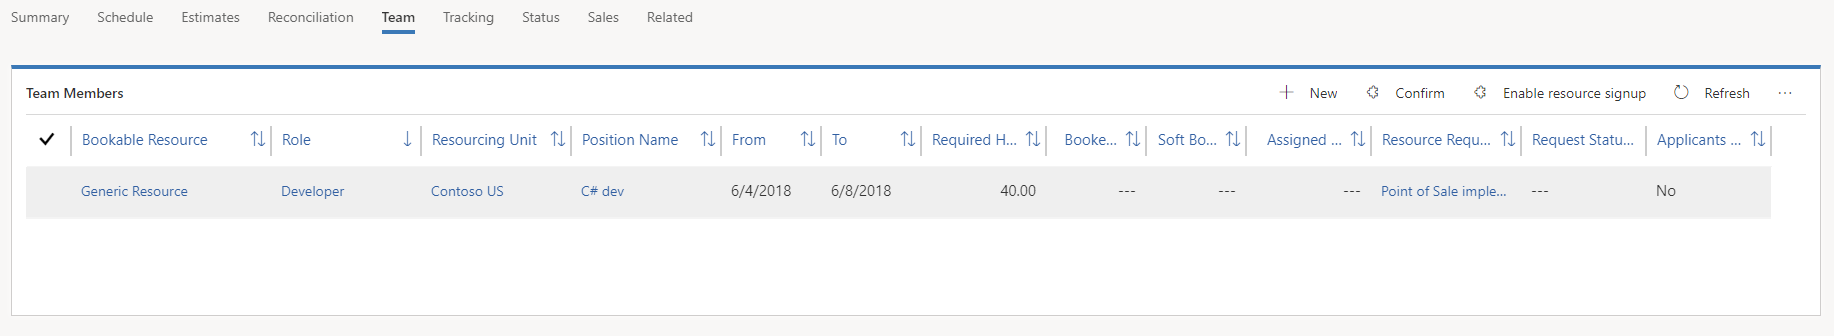 Summary Schedule Estimates Reconciliation Team Tracking Status Sales Related
Team Members New Confirm Enable resource signup Refresh ...
Bookable Resource Role Resourcing Unit Position Name From To Required H... Booke... Soft Bo... Assigned ... Resource Requ... Request Statu... Applicants ...
Generic Resource Developer Contoso US C# dev 6/4/2018 6/8/2018 40.00 --- --- --- Point of Sale imple... --- No